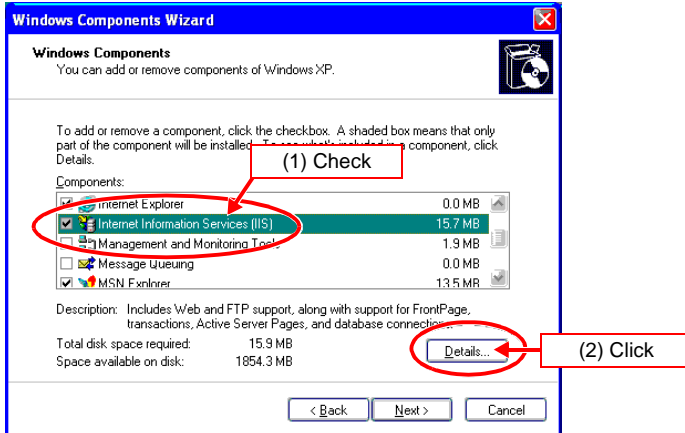 Windows Components Wizard
Windows Components
You can add or remove components of Windows XP.
To add or remove a component, click the checkbox. A shaded box means that only
part of the component will be installed. To see what's included in a component, click
Details.
(1) Check
Components:
Internet Explorer 0.0 MB
Internet Information Services (IIS) 15.7 MB
Management and Monitoring Tools 1.9 MB
Message Queuing 0.0 MB
MSN Explorer 13.5 MB
Description: Includes Web and FTP support, along with support for FrontPage,
transactions, Active Server Pages, and database connections.
Total disk space required: 15.9 MB
Space available on disk: 1854.3 MB
Details...
(2) Click
< Back Next > Cancel